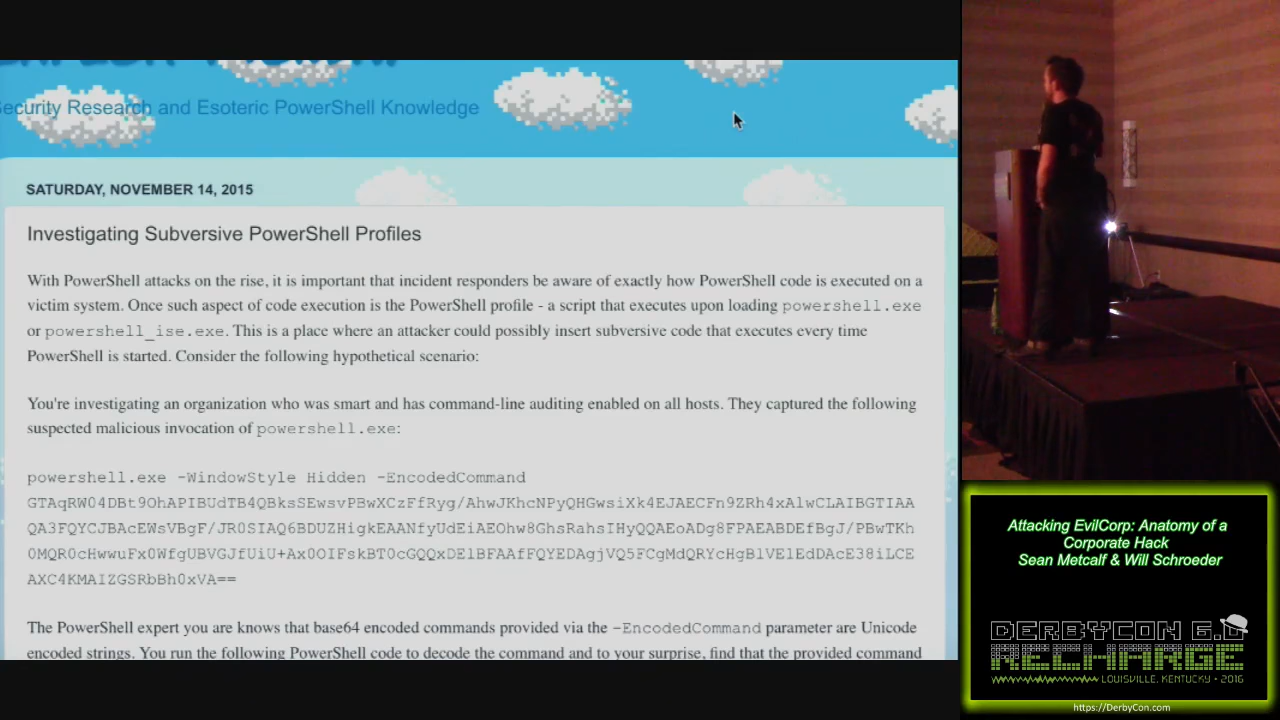 Security Research and Esoteric PowerShell Knowledge
SATURDAY, NOVEMBER 14, 2015
Investigating Subversive PowerShell Profiles
With PowerShell attacks on the rise, it is important that incident responders be aware of exactly how PowerShell code is executed on a
victim system. Once such aspect of code execution is the PowerShell profile - a script that executes upon loading powershell.exe
or powershell_ise.exe. This is a place where an attacker could possibly insert subversive code that executes every time
PowerShell is started. Consider the following hypothetical scenario:
You're investigating an organization who was smart and has command-line auditing enabled on all hosts. They captured the following
suspected malicious invocation of powershell.exe:
powershell.exe -WindowStyle Hidden -EncodedCommand
QA3FQYCJBAcEWsVBgF/JR0SIAQ6BDUZHigkEAANfyUdEiAEOhw8GhsRahsIHyQQAEoADg8FPAEABDEfBgJ/PBwTKh
AXC4KMAIZGSRbBh0xVA==
The PowerShell expert you are knows that base64 encoded commands provided via the -EncodedCommand parameter are Unicode
encoded strings. You run the following PowerShell code to decode the command and to your surprise, find that the provided command
Attacking EvilCorp: Anatomy of a
Corporate Hack
Sean Metcalf & Will Schroeder
DERBYCON 6.0
RECHARGE
LOUISVILLE, KENTUCKY • 2016
https://DerbyCon.com